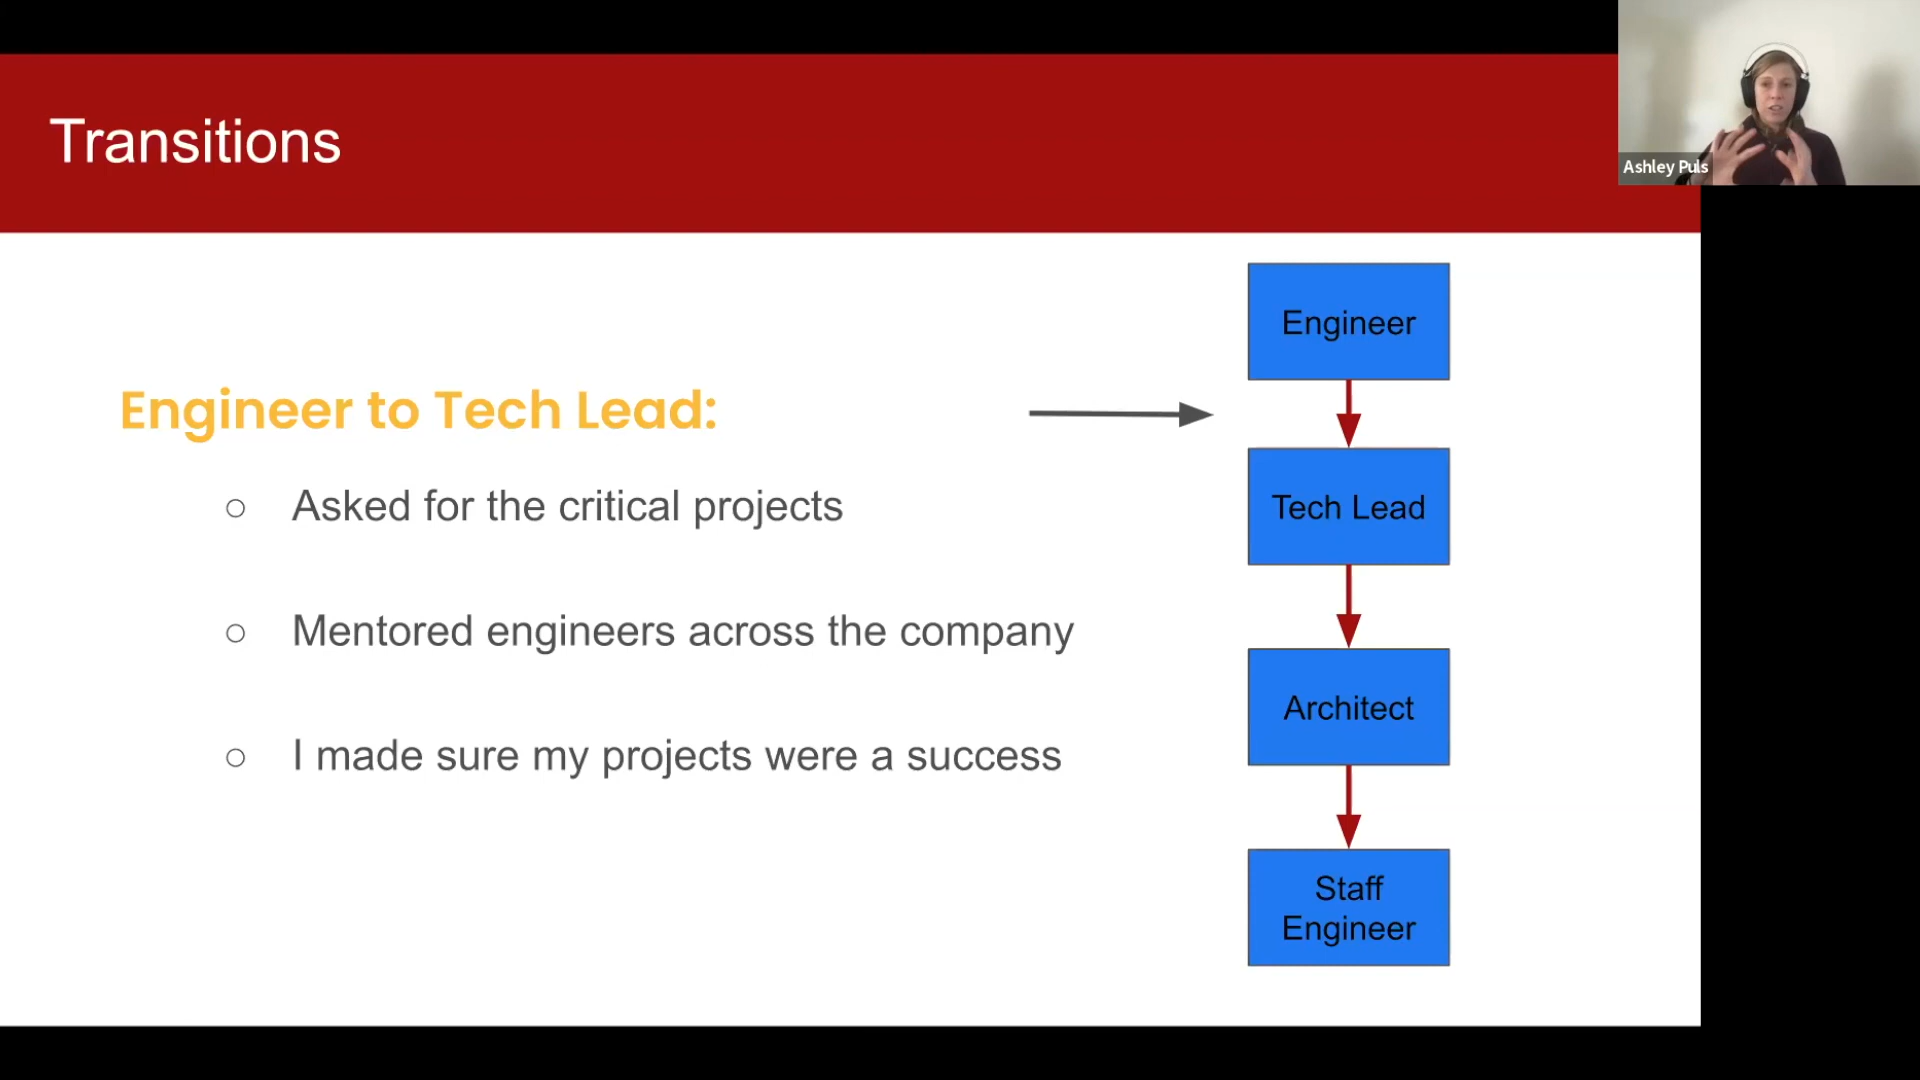 Transitions
Ashley Puls
Engineer to Tech Lead:
○ Asked for the critical projects
○ Mentored engineers across the company
○ I made sure my projects were a success
Engineer
Tech Lead
Architect
Staff
Engineer